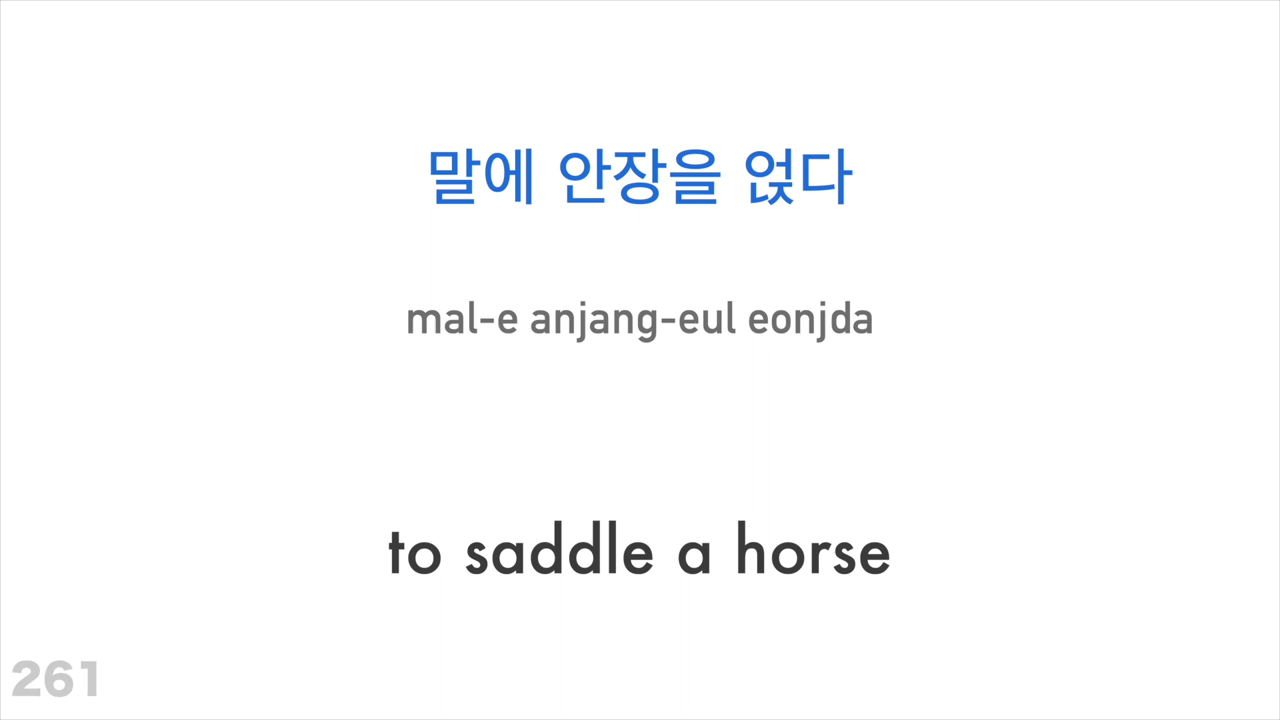 말에 안장을 얹다
mal-e anjang-eul eonjda
to saddle a horse
261